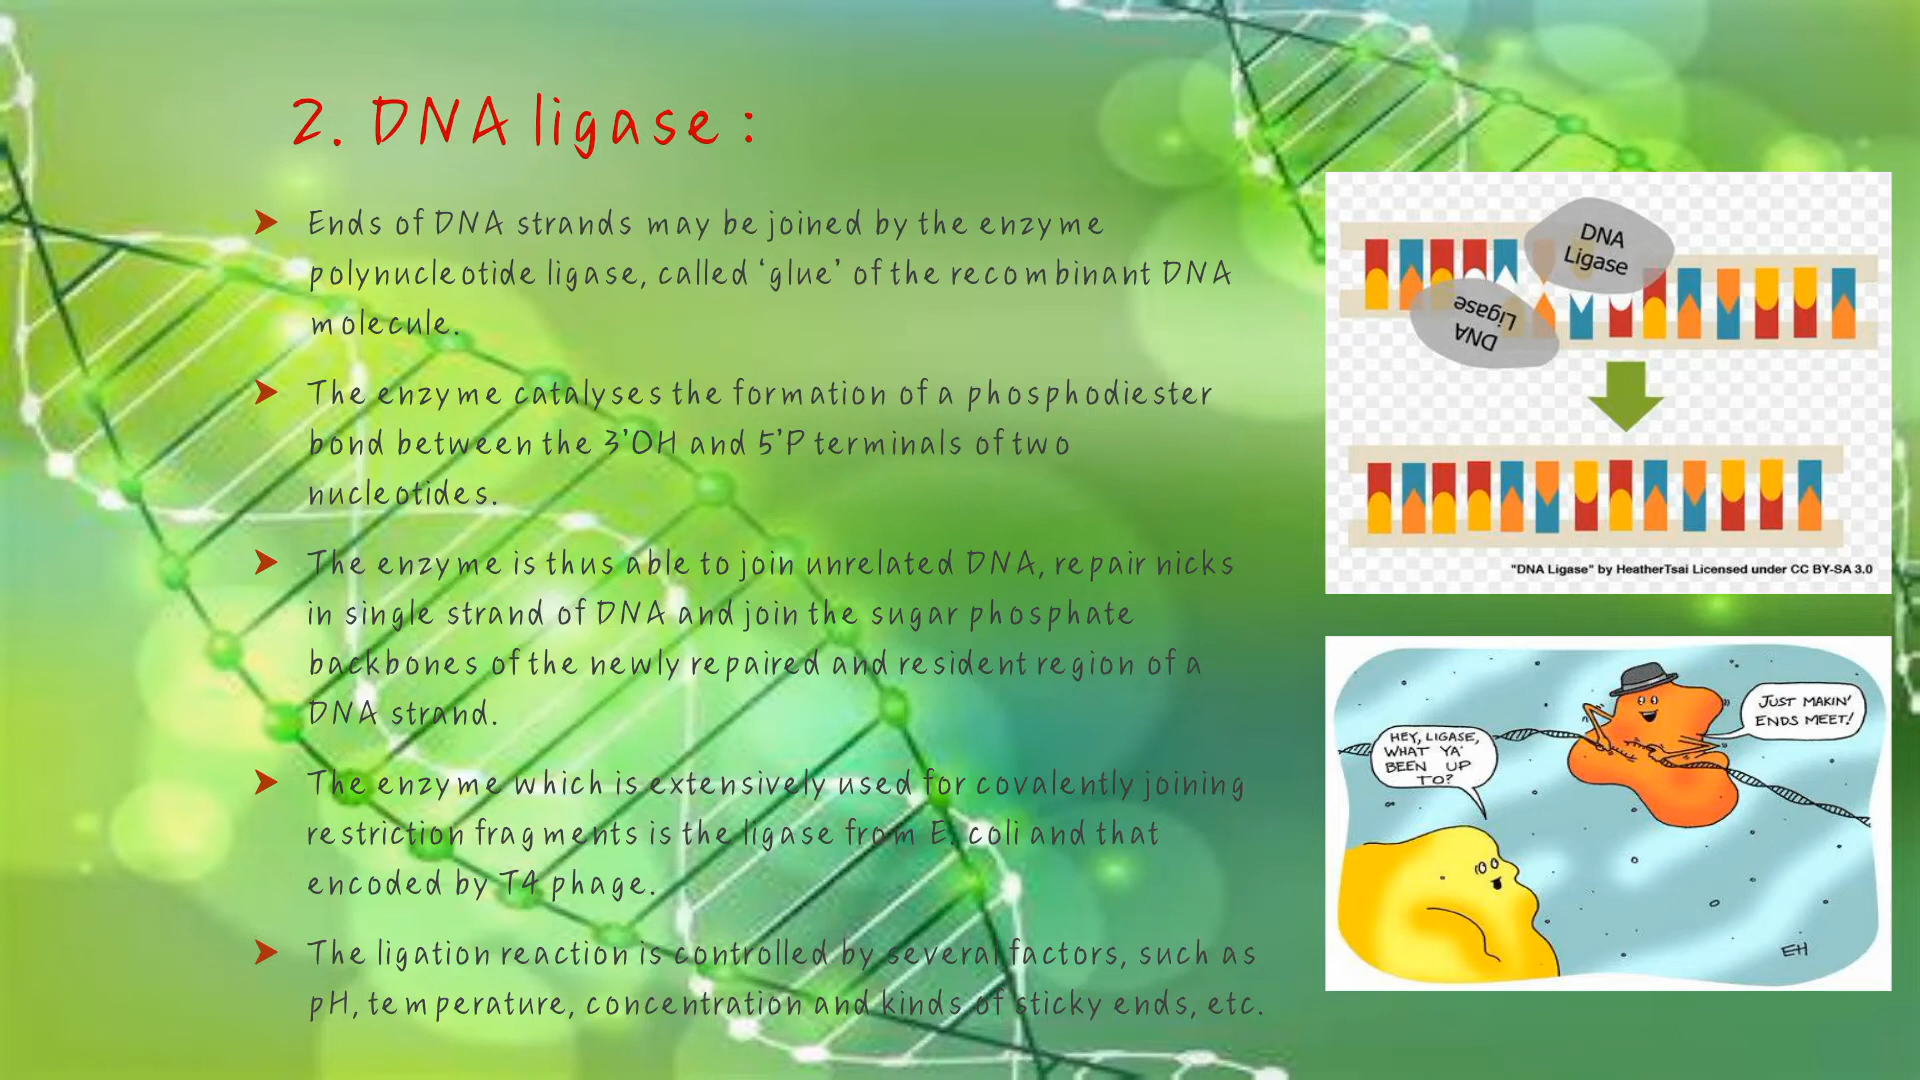 2. DNA ligase :
Ends of DNA strands may be joined by the enzyme
polynucleotide ligase, called ‘glue’ of the recombinant DNA
molecule.
The enzyme catalyses the formation of a phosphodiester
bond between the 3’OH and 5’P terminals of two
nucleotides.
The enzyme is thus able to join unrelated DNA, repair nicks
in single strand of DNA and join the sugar phosphate
backbones of the newly repaired and resident region of a
DNA strand.
The enzyme which is extensively used for covalently joining
restriction fragments is the ligase from E. coli and that
encoded by T4 phage.
The ligation reaction is controlled by several factors, such as
pH, temperature, concentration and kinds of sticky ends, etc.
DNA
Ligase
DNA
Ligase
"DNA Ligase" by HeatherTsai Licensed under CC BY-SA 3.0
HEY, LIGASE,
WHAT YA'
BEEN UP
TO?
JUST MAKIN'
ENDS MEET!
EH